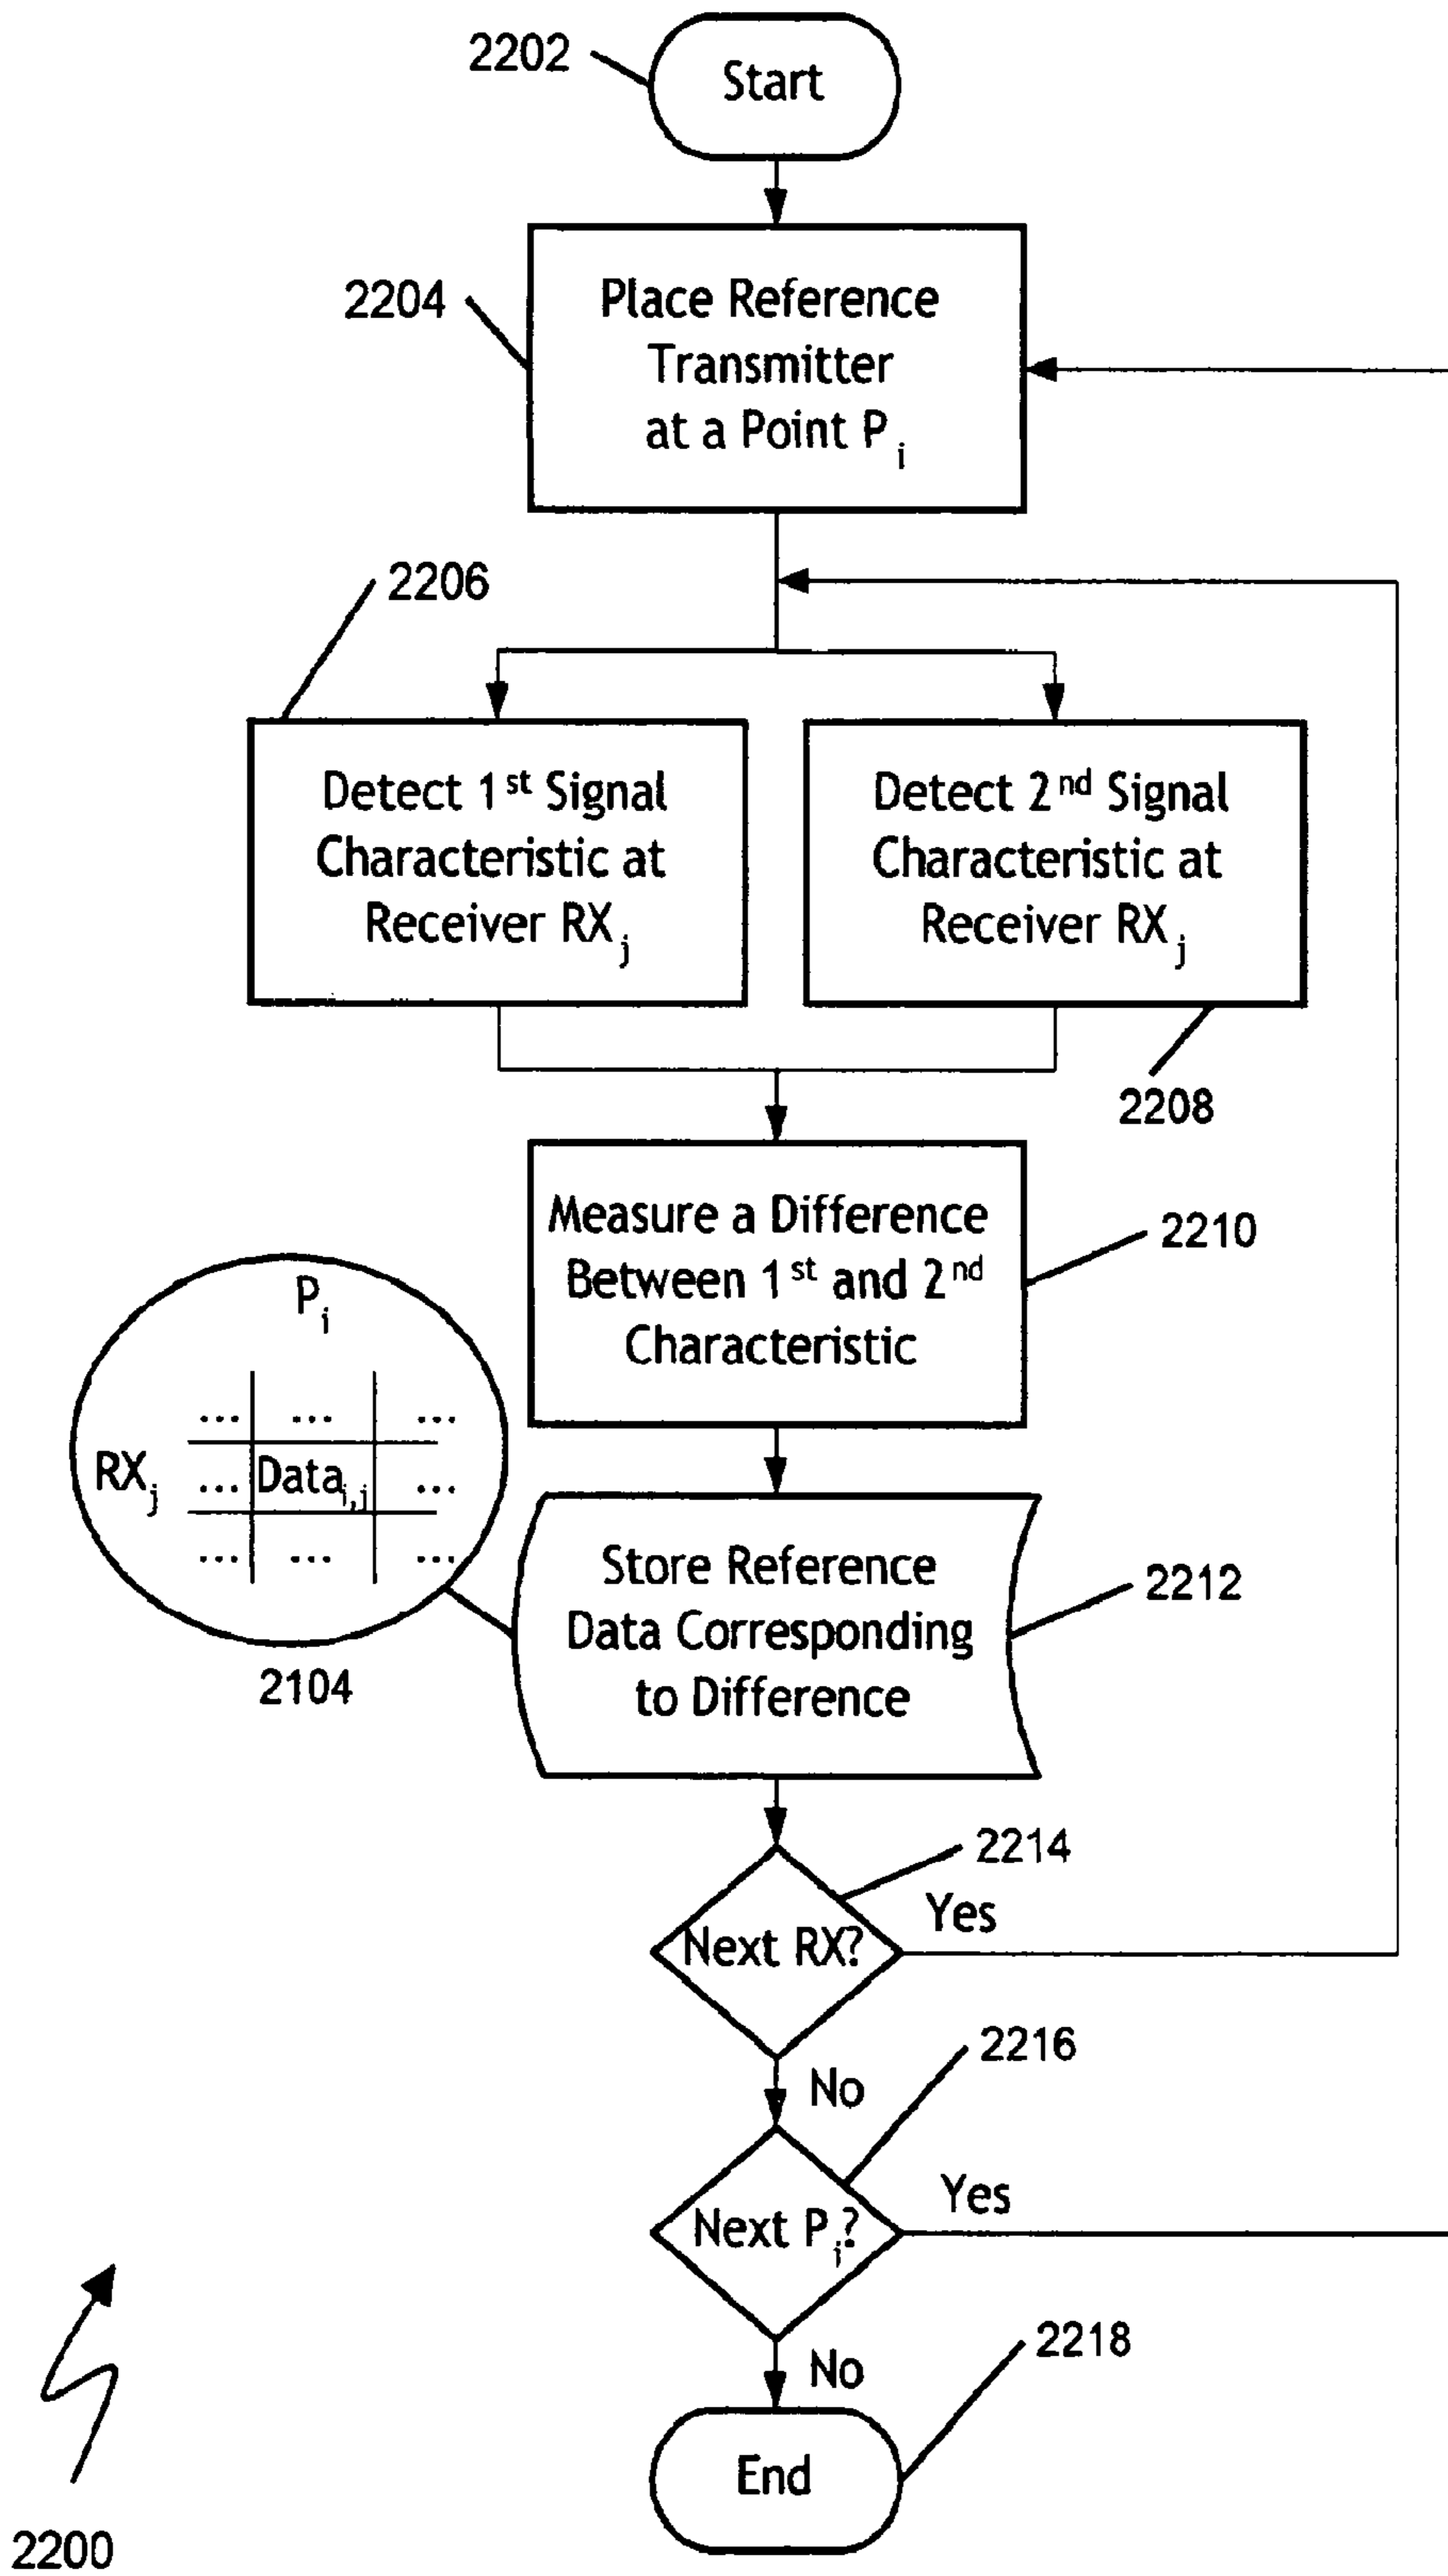 2202
Start
2204
Place Reference
Transmitter
at a Point P i
2206
Detect 1st Signal
Characteristic at
Receiver RX j
Detect 2nd Signal
Characteristic at
Receiver RX j
2208
Measure a Difference
Between 1st and 2nd
Characteristic
2210
P i
... ... ...
RX j ... Data i,j ...
... ... ...
2104
Store Reference
Data Corresponding
to Difference
2212
2214
Next RX?
Yes
No
2216
Next P i?
Yes
No
2218
End
2200